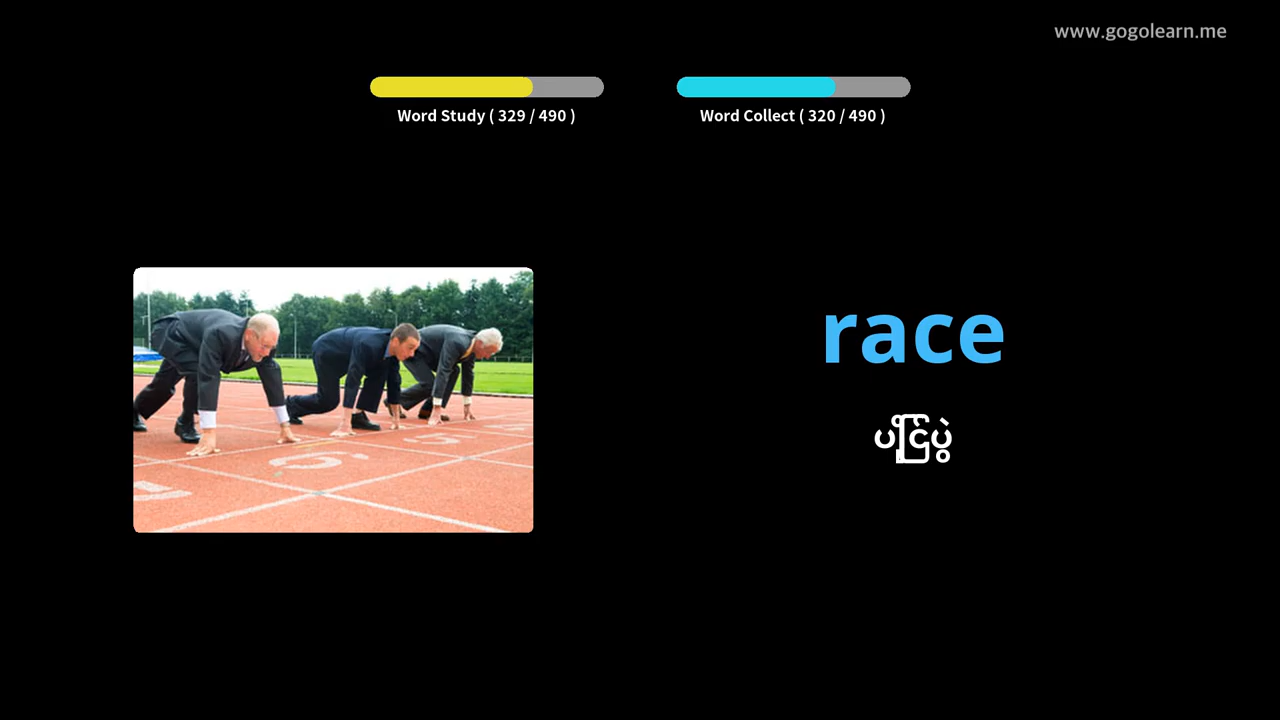 www.gogolearn.me
Word Study ( 329 / 490 )
Word Collect ( 320 / 490 )
race
ပြိုင်ပွဲ